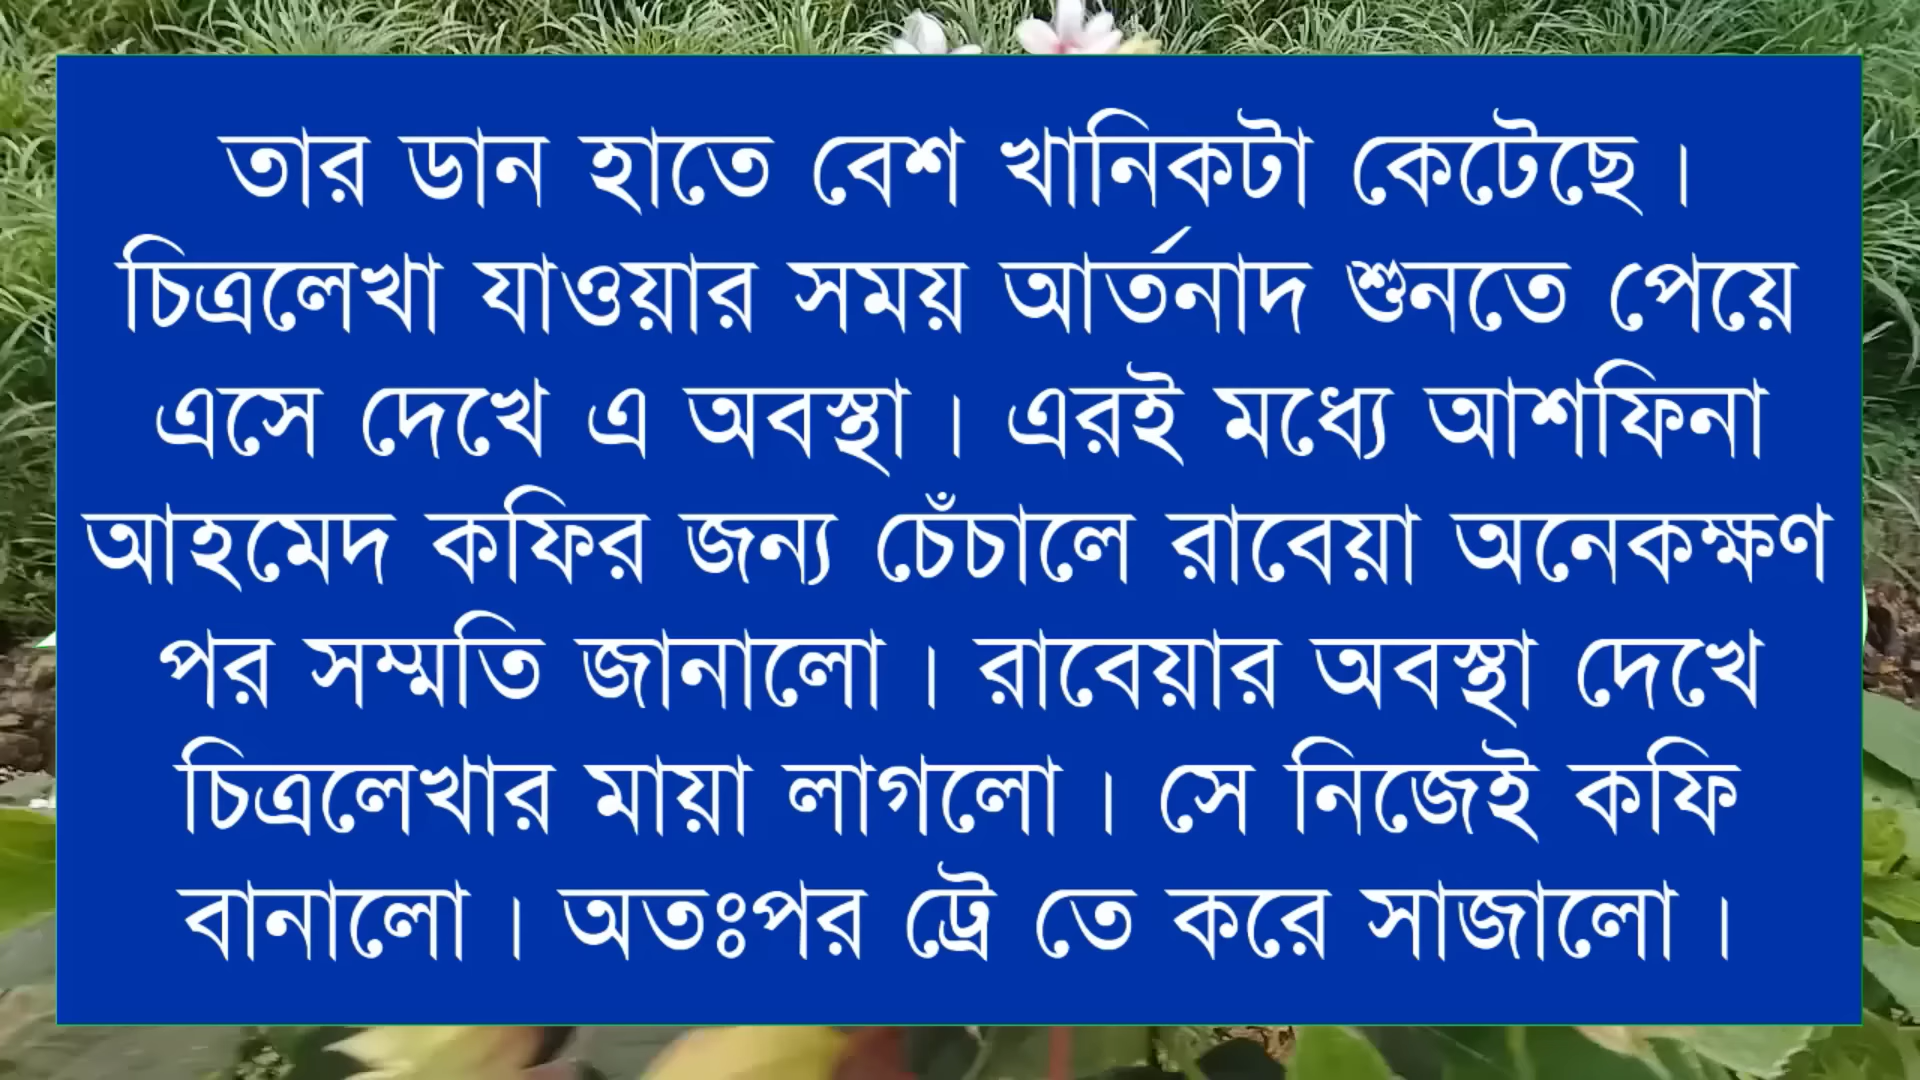 তার ডান হাতে বেশ খানিকটা কেটেছে।
চিত্রলেখা যাওয়ার সময় আর্তনাদ শুনতে পেয়ে
এসে দেখে এ অবস্থা। এরই মধ্যে আশফিনা
আহমেদ কফির জন্য চেঁচালে রাবেয়া অনেকক্ষণ
পর সম্মতি জানালো। রাবেয়ার অবস্থা দেখে
চিত্রলেখার মায়া লাগলো। সে নিজেই কফি
বানালো। অতঃপর ট্রে তে করে সাজালো।